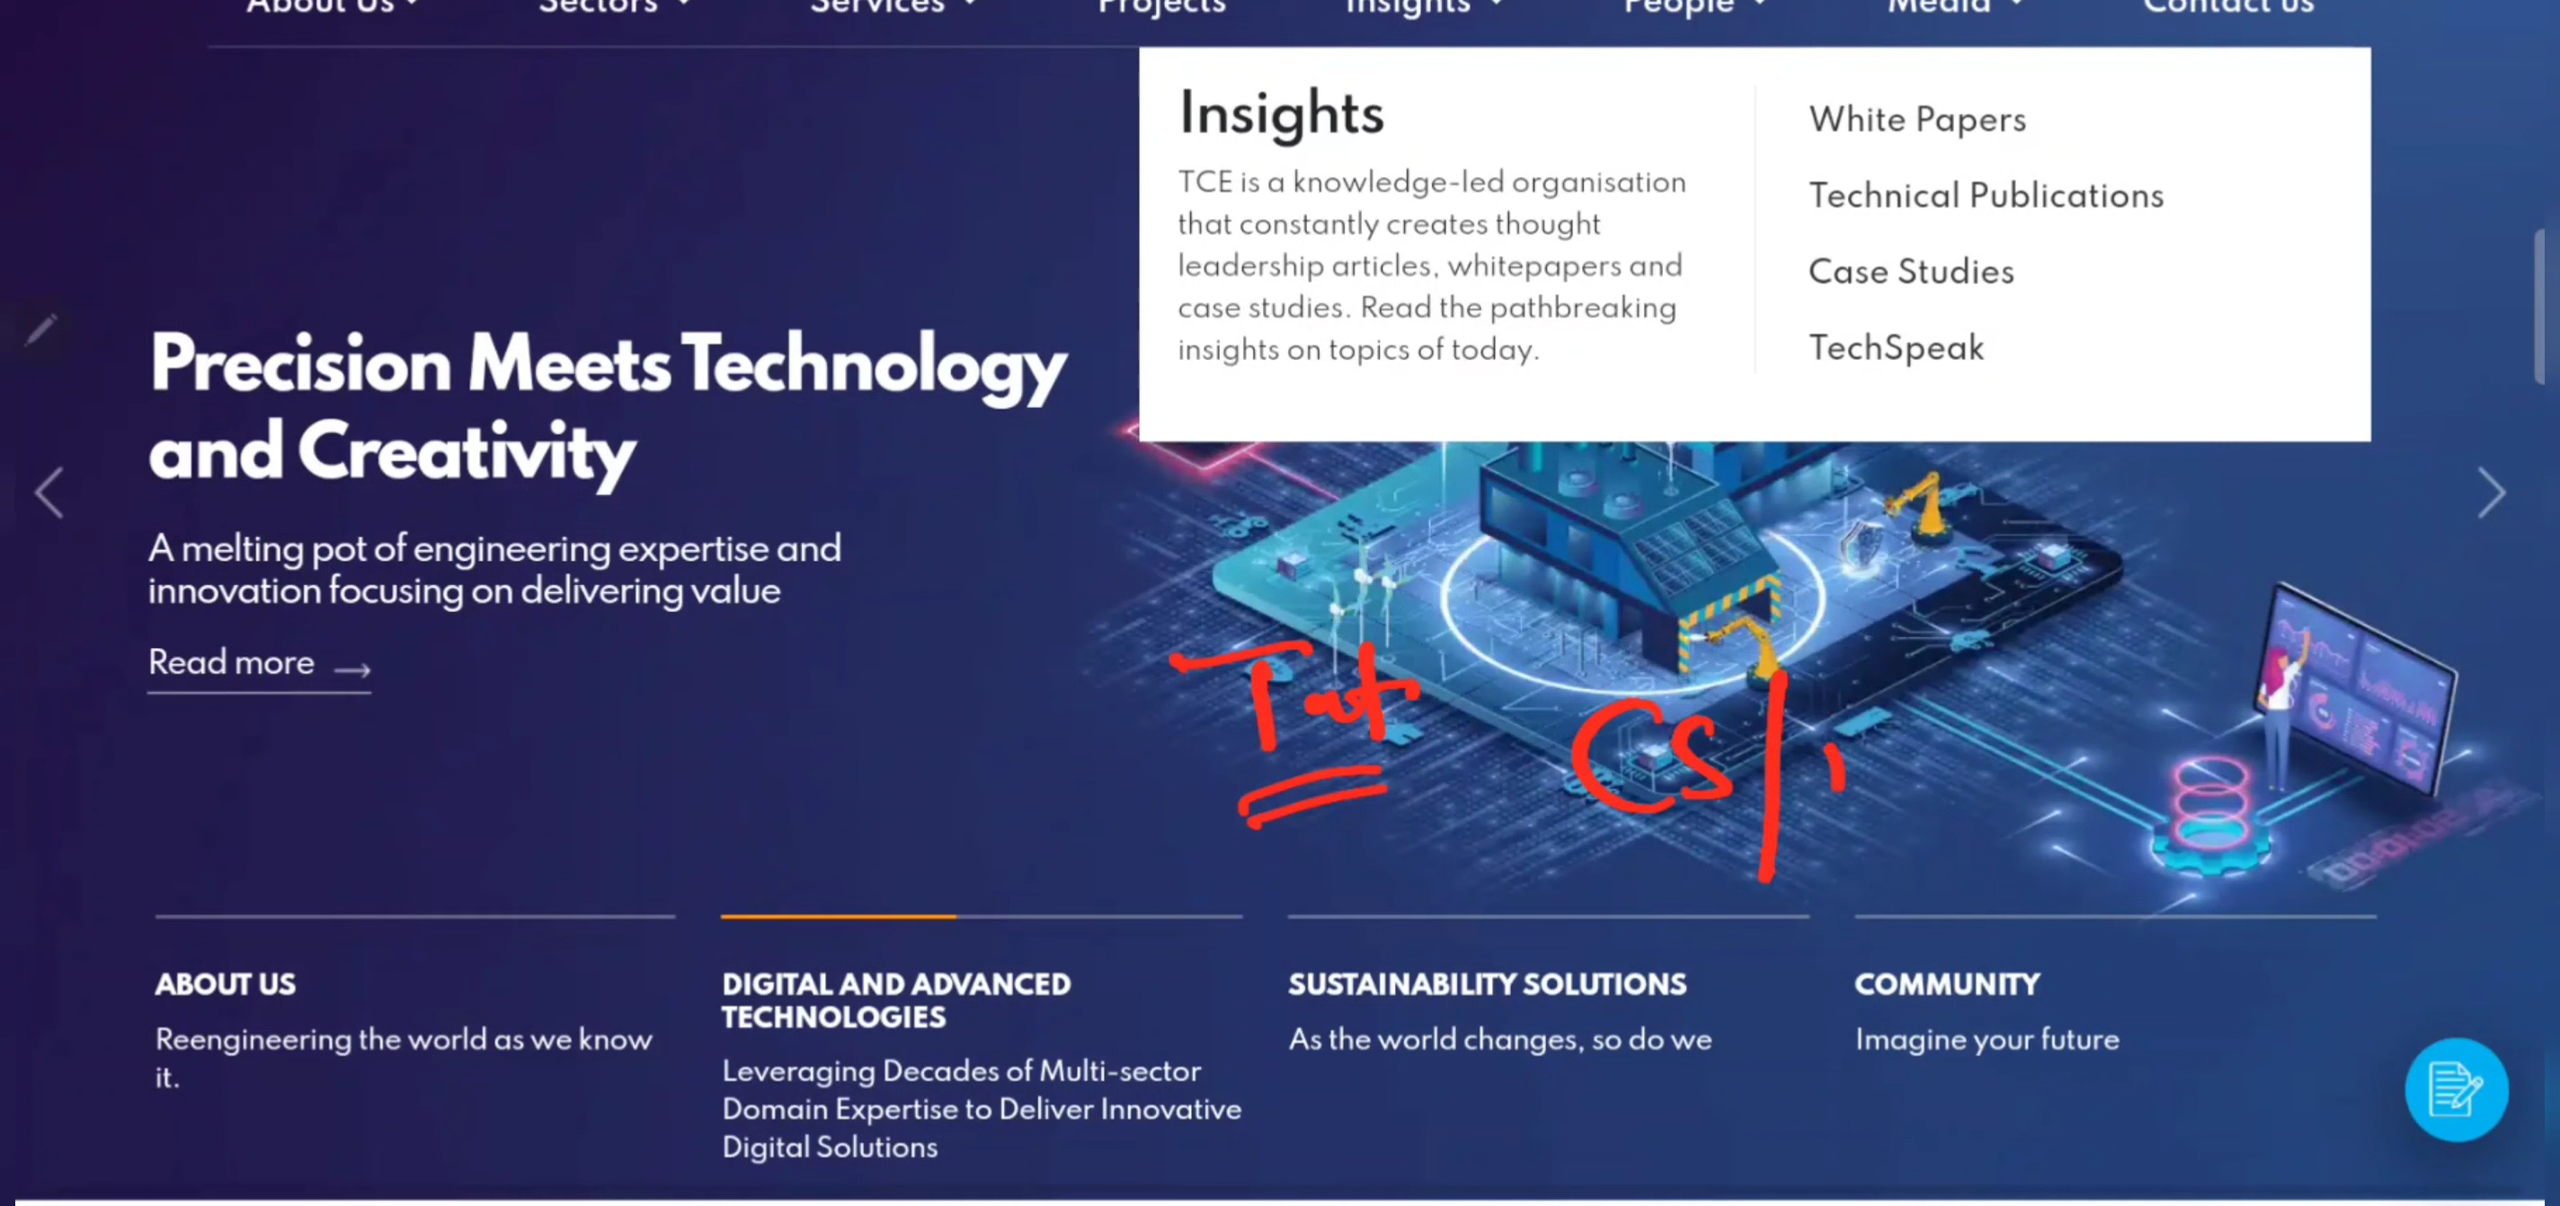 About Us Sectors Services Projects Insights People Media Contact us
Insights
TCE is a knowledge-led organisation
that constantly creates thought
leadership articles, whitepapers and
case studies. Read the pathbreaking
insights on topics of today.
White Papers
Technical Publications
Case Studies
TechSpeak
Precision Meets Technology
and Creativity
A melting pot of engineering expertise and
innovation focusing on delivering value
Read more
CS/
ABOUT US
Reengineering the world as we know
it.
DIGITAL AND ADVANCED
TECHNOLOGIES
Leveraging Decades of Multi-sector
Domain Expertise to Deliver Innovative
Digital Solutions
SUSTAINABILITY SOLUTIONS
As the world changes, so do we
COMMUNITY
Imagine your future